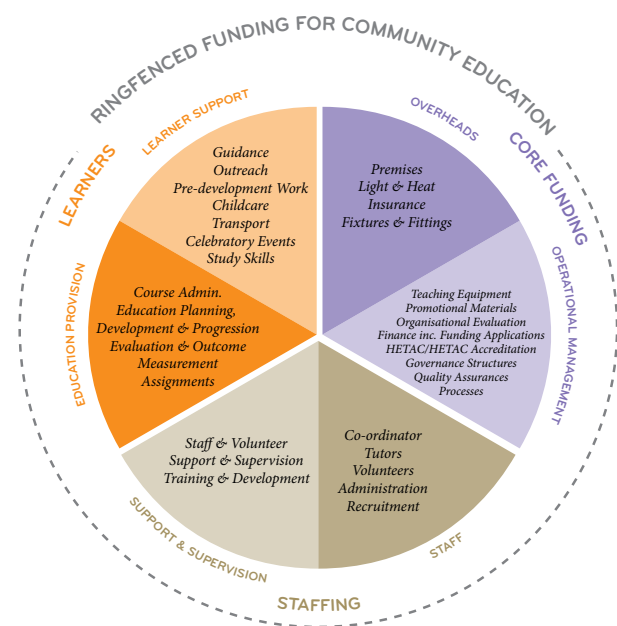 RINGFENCED FUNDING FOR COMMUNITY EDUCATION
LEARNERS
LEARNER SUPPORT
Guidance
Outreach
Pre-development Work
Childcare
Transport
Celebratory Events
Study Skills
OVERHEADS
CORE FUNDING
Premises
Light & Heat
Insurance
Fixtures & Fittings
EDUCATION PROVISION
Course Admin.
Education Planning,
Development & Progression
Evaluation & Outcome
Measurement
Assignments
OPERATIONAL MANAGEMENT
Teaching Equipment
Promotional Materials
Organisational Evaluation
Finance inc. Funding Applications
HETAC/HETAC Accreditation
Governance Structures
Quality Assurances
Processes
Staff & Volunteer
Support & Supervision
Training & Development
SUPPORT & SUPERVISION
Co-ordinator
Tutors
Volunteers
Administration
Recruitment
STAFF
STAFFING